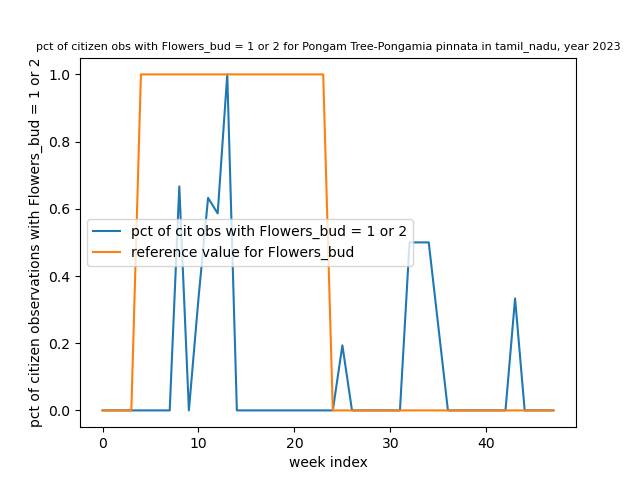 pct of citizen obs with Flowers_bud = 1 or 2 for Pongam Tree-Pongamia pinnata in tamil_nadu, year 2023
pct of citizen observations with Flowers_bud = 1 or 2
1.0
0.8
0.6
0.4
0.2
0.0
pct of cit obs with Flowers_bud = 1 or 2
reference value for Flowers_bud
0 10 20 30 40
week index